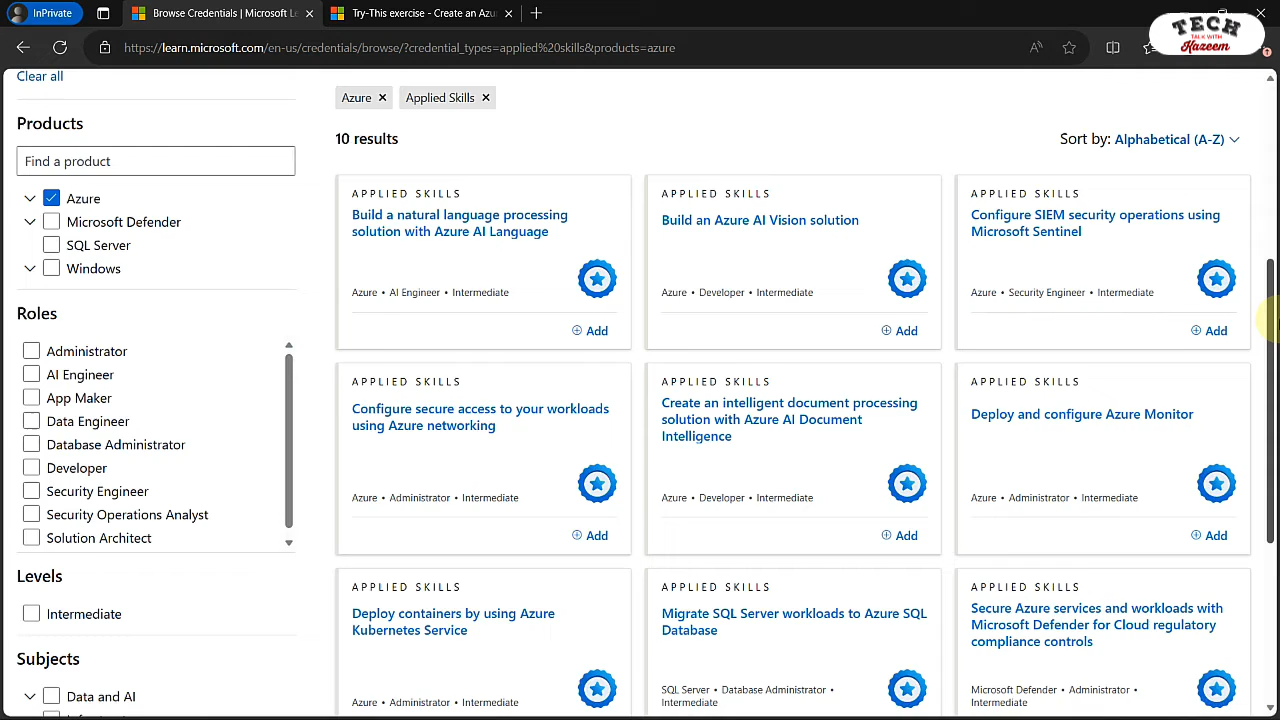 InPrivate
Browse Credentials | Microsoft Le
Try-This exercise - Create an Azu
https://learn.microsoft.com/en-us/credentials/browse/?credential_types=applied%20skills&products=azure
TECH
TALK WITH
Kazeem
Clear all
Products
Find a product
Azure
Microsoft Defender
SQL Server
Windows
Roles
Administrator
AI Engineer
App Maker
Data Engineer
Database Administrator
Developer
Security Engineer
Security Operations Analyst
Solution Architect
Levels
Intermediate
Subjects
Data and AI
Azure
Applied Skills
10 results
Sort by: Alphabetical (A-Z)
APPLIED SKILLS
Build a natural language processing
solution with Azure AI Language
Azure • AI Engineer • Intermediate
Add
APPLIED SKILLS
Build an Azure AI Vision solution
Azure • Developer • Intermediate
Add
APPLIED SKILLS
Configure SIEM security operations using
Microsoft Sentinel
Azure • Security Engineer • Intermediate
Add
APPLIED SKILLS
Configure secure access to your workloads
using Azure networking
Azure • Administrator • Intermediate
Add
APPLIED SKILLS
Create an intelligent document processing
solution with Azure AI Document
Intelligence
Azure • Developer • Intermediate
Add
APPLIED SKILLS
Deploy and configure Azure Monitor
Azure • Administrator • Intermediate
Add
APPLIED SKILLS
Deploy containers by using Azure
Kubernetes Service
Azure • Administrator • Intermediate
APPLIED SKILLS
Migrate SQL Server workloads to Azure SQL
Database
SQL Server • Database Administrator •
Intermediate
APPLIED SKILLS
Secure Azure services and workloads with
Microsoft Defender for Cloud regulatory
compliance controls
Microsoft Defender • Administrator •
Intermediate